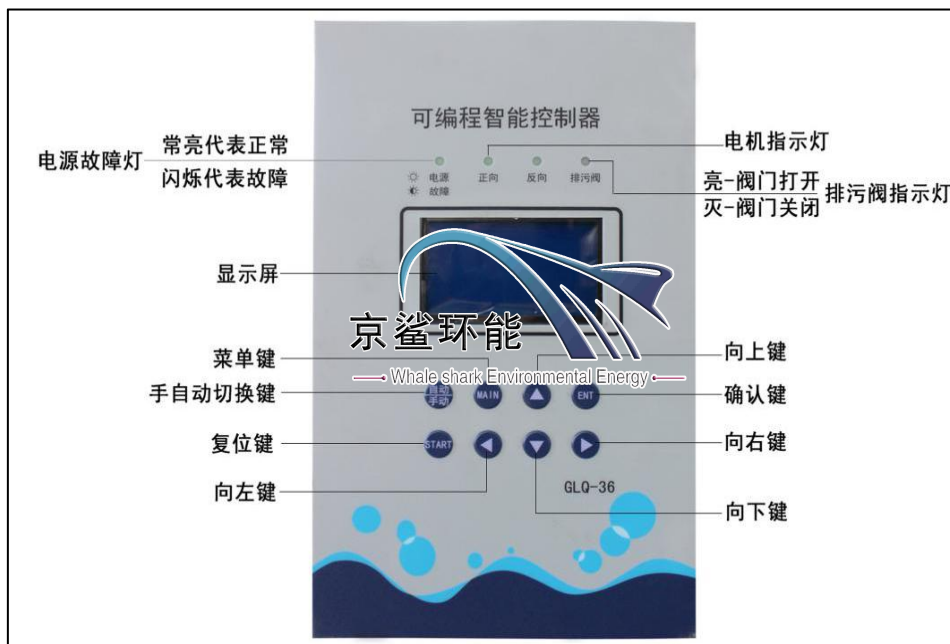 可编程智能控制器
电源故障灯
常亮代表正常
闪烁代表故障
电机指示灯
亮-阀门打开
灭-阀门关闭
排污阀指示灯
电源
故障
正向
反向
排污阀
显示屏
京鲨环能
Whale shark Environmental Energy
菜单键
向上键
手自动切换键
自动
手动
MAIN
ENT
确认键
复位键
START
向右键
向左键
GLQ-36
向下键